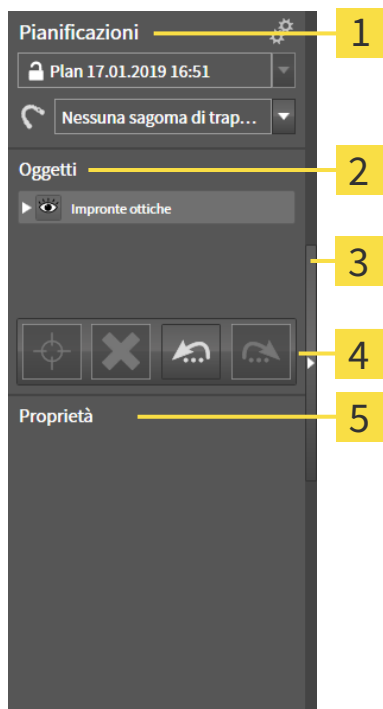 Pianificazioni
1
Plan 17.01.2019 16:51
Nessuna sagoma di trap...
Oggetti
2
Impronte ottiche
3
4
Proprietà
5